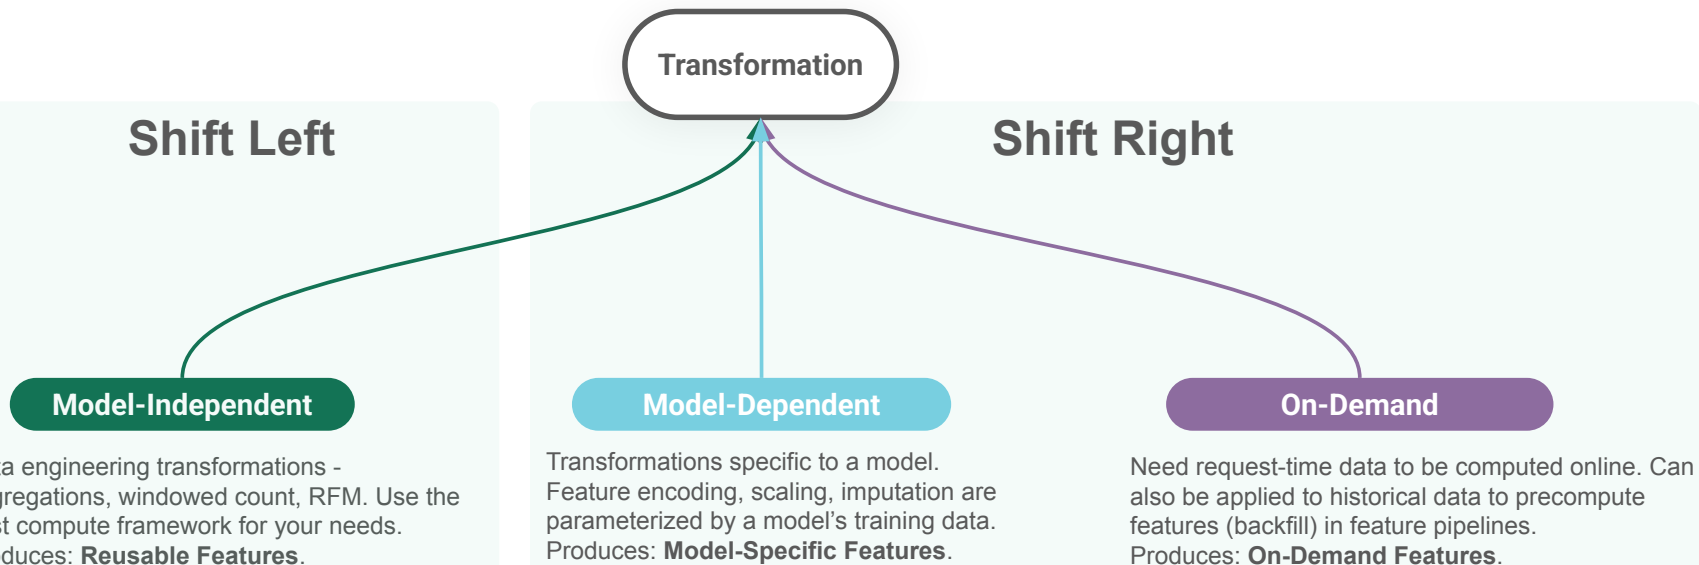 Transformation
Shift Left
Shift Right
Model-Independent
engineering transformations -
windowed count, RFM. Use the
compute framework for your needs.
Reusable Features.
Model-Dependent
Transformations specific to a model.
Feature encoding, scaling, imputation are
parameterized by a model's training data.
Produces: Model-Specific Features.
On-Demand
Need request-time data to be computed online. Can
also be applied to historical data to precompute
features (backfill) in feature pipelines.
Produces: On-Demand Features.